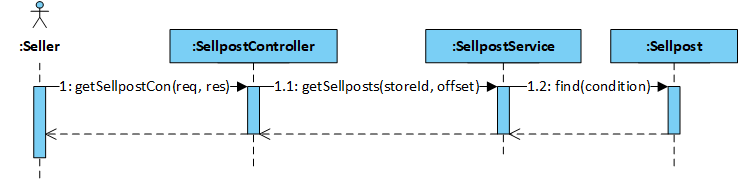 :Seller
:SellpostController
:SellpostService
:Sellpost
1: getSellpostCon(req, res)
1.1: getSellposts(storeId, offset)
1.2: find(condition)